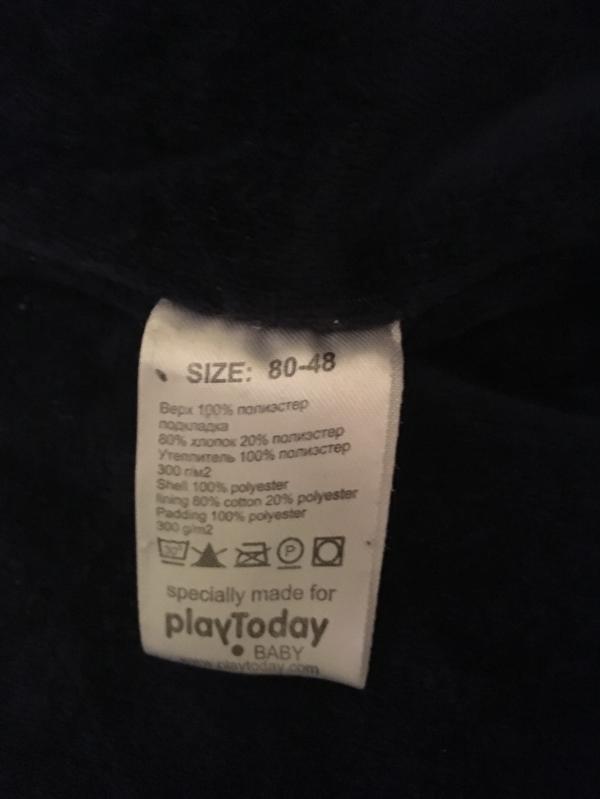 SIZE: 80-48
Верх 100% полиэстер
подкладка
80% хлопок 20% полиэстер
Утеплитель 100% полиэстер
300 г/м2
Shell 100% polyester
lining 80% cotton 20% polyester
Padding 100% polyester
300 g/m2
30° P
specially made for
playToday
BABY
www.playtoday.com